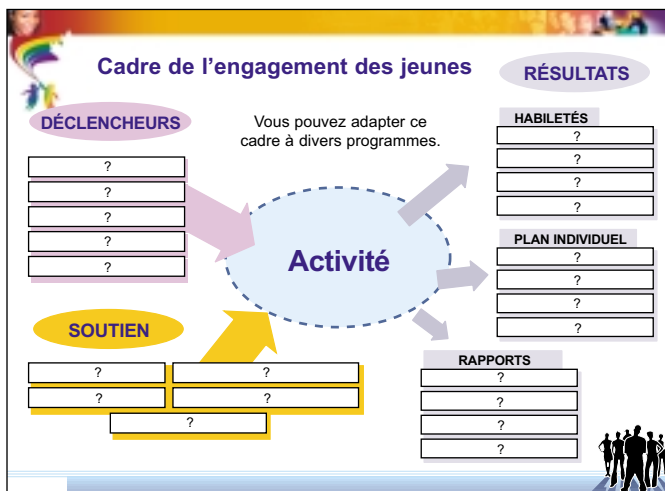 Cadre de l'engagement des jeunes
RÉSULTATS
DÉCLENCHEURS
Vous pouvez adapter ce
cadre à divers programmes.
?
?
?
?
?
Activité
SOUTIEN
?
?
?
?
?
HABILETÉS
?
?
?
?
PLAN INDIVIDUEL
?
?
?
?
RAPPORTS
?
?
?
?